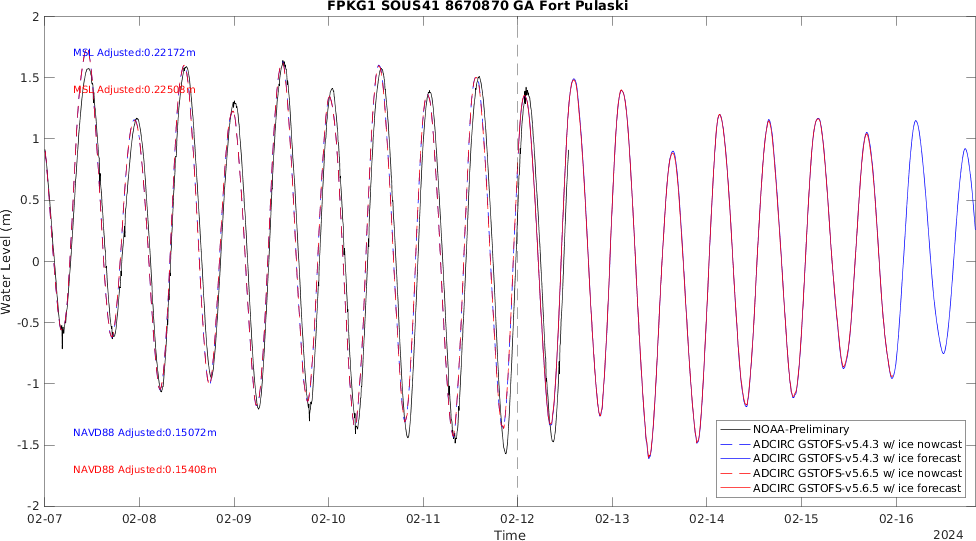 FPKG1 SOUS41 8670870 GA Fort Pulaski
2
1.5
1
0.5
0
-0.5
-1
-1.5
-2
Water Level (m)
MSL Adjusted:0.22172m
MSL Adjusted:0.22508m
NAVD88 Adjusted:0.15072m
NAVD88 Adjusted:0.15408m
NOAA-Preliminary
ADCIRC GSTOFS-v5.4.3 w/ ice nowcast
ADCIRC GSTOFS-v5.4.3 w/ ice forecast
ADCIRC GSTOFS-v5.6.5 w/ ice nowcast
ADCIRC GSTOFS-v5.6.5 w/ ice forecast
02-07 02-08 02-09 02-10 02-11 02-12 02-13 02-14 02-15 02-16
Time
2024